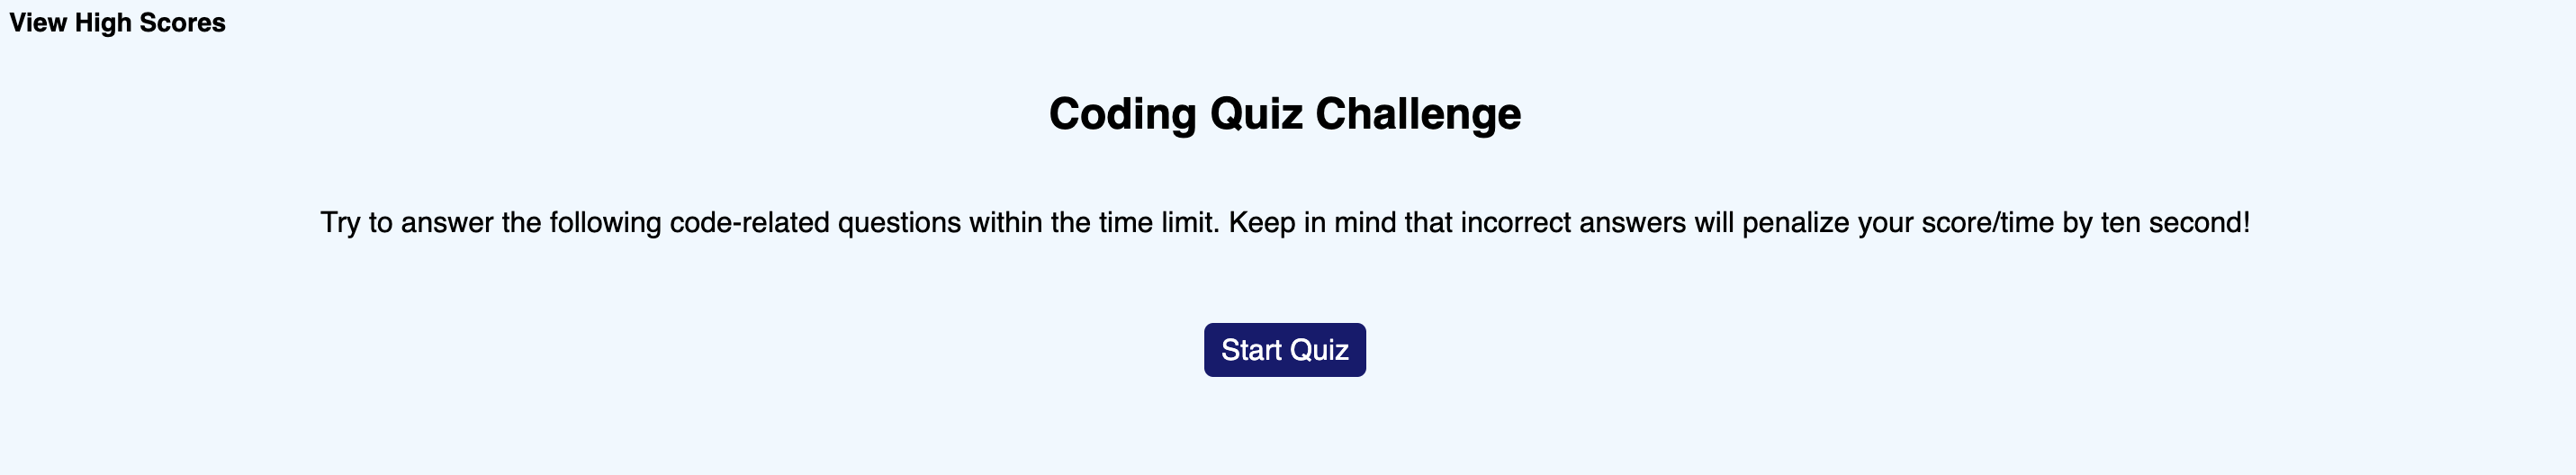 View High Scores
Coding Quiz Challenge
Try to answer the following code-related questions within the time limit. Keep in mind that incorrect answers will penalize your score/time by ten second!
Start Quiz